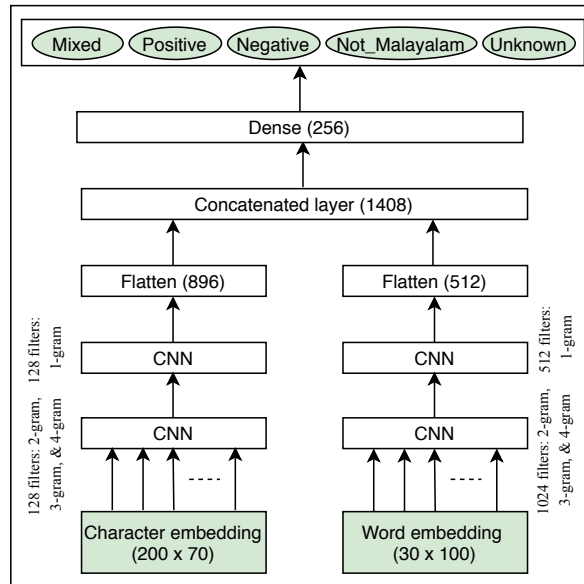 Mixed Positive Negative Not_Malayalam Unknown
Dense (256)
Concatenated layer (1408)
Flatten (896)
Flatten (512)
128 filters:
1-gram
CNN
CNN
512 filters:
1-gram
128 filters: 2-gram,
3-gram, & 4-gram
CNN
CNN
1024 filters: 2-gram,
3-gram, & 4-gram
Character embedding
(200 x 70)
Word embedding
(30 x 100)